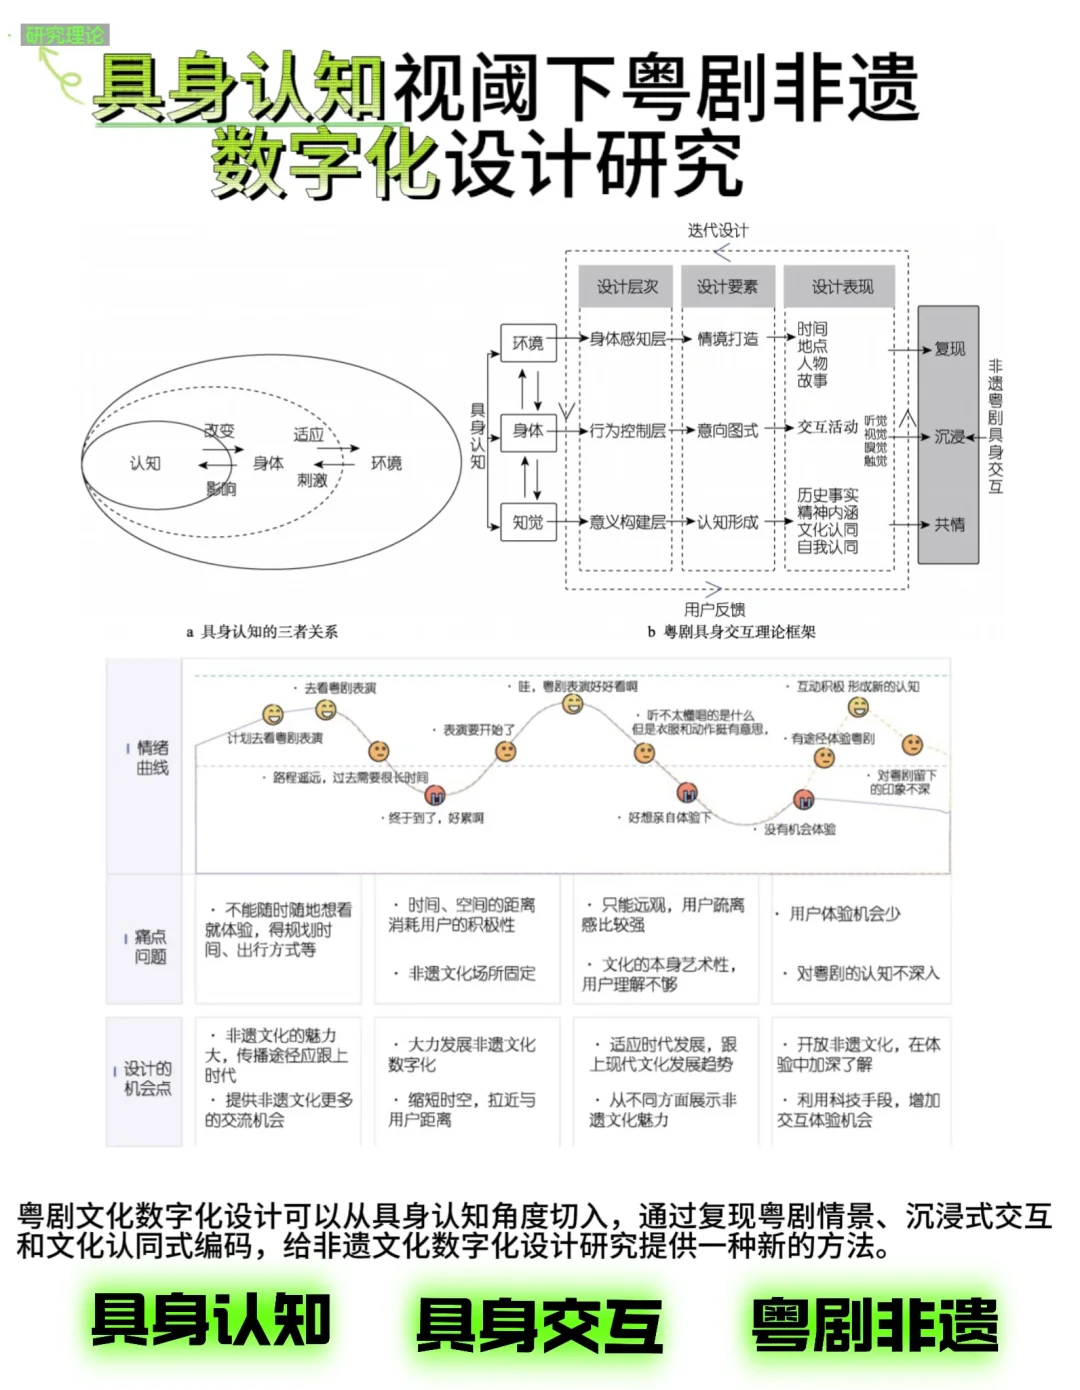 · 研究理论
具身认知视阈下粤剧非遗
数字化设计研究
认知
改变
影响
身体
适应
刺激
环境
a 具身认知的三者关系
迭代设计
设计层次
设计要素
设计表现
具身认知
环境
身体
知觉
身体感知层
情境打造
时间
地点
人物
故事
行为控制层
意向图式
交互活动
听觉
视觉
嗅觉
触觉
意义构建层
认知形成
历史事实
精神内涵
文化认同
自我认同
复现
沉浸
共情
非遗粤剧具身交互
用户反馈
b 粤剧具身交互理论框架
情绪
曲线
计划去看粤剧表演
· 去看粤剧表演
· 路程遥远，过去需要很长时间
· 终于到了，好累啊
· 表演要开始了
· 哇，粤剧表演好好看啊
· 听不太懂唱的是什么
但是衣服和动作挺有意思，
· 好想亲自体验下
· 没有机会体验
· 有途径体验粤剧
· 互动积极 形成新的认知
· 对粤剧留下
的印象不深
痛点
问题
· 不能随时随地想看
就体验，得规划时
间、出行方式等
· 时间、空间的距离
消耗用户的积极性
· 非遗文化场所固定
· 只能远观，用户疏离
感比较强
· 文化的本身艺术性，
用户理解不够
· 用户体验机会少
· 对粤剧的认知不深入
设计的
机会点
· 非遗文化的魅力
大，传播途径应跟上
时代
· 提供非遗文化更多
的交流机会
· 大力发展非遗文化
数字化
· 缩短时空，拉近与
用户距离
· 适应时代发展，跟
上现代文化发展趋势
· 从不同方面展示非
遗文化魅力
· 开放非遗文化，在体
验中加深了解
· 利用科技手段，增加
交互体验机会
粤剧文化数字化设计可以从具身认知角度切入，通过复现粤剧情景、沉浸式交互
和文化认同式编码，给非遗文化数字化设计研究提供一种新的方法。
具身认知
具身交互
粤剧非遗